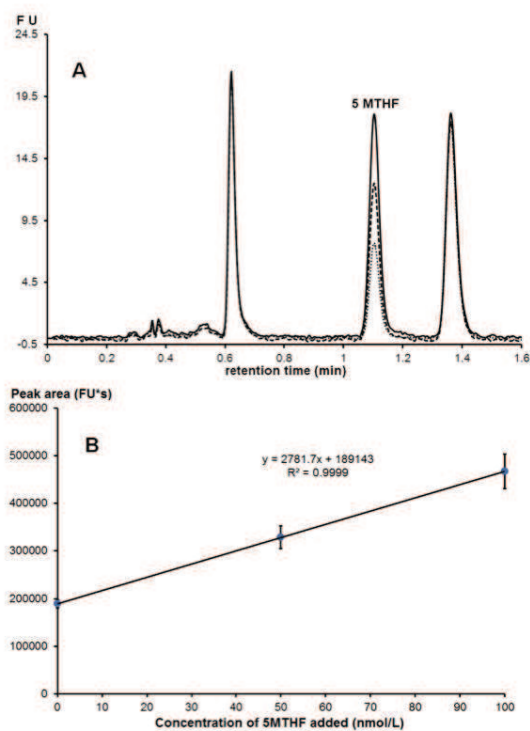 F U
24.5
A
19.5
5 MTHF
14.5
9.5
4.5
-0.5
0 0.2 0.4 0.6 0.8 1 1.2 1.4 1.6
retention time (min)
Peak area (FU*s)
600000
B
500000
y = 2781.7x + 189143
R² = 0.9999
400000
300000
200000
100000
0
0 10 20 30 40 50 60 70 80 90 100
Concentration of 5MTHF added (nmol/L)